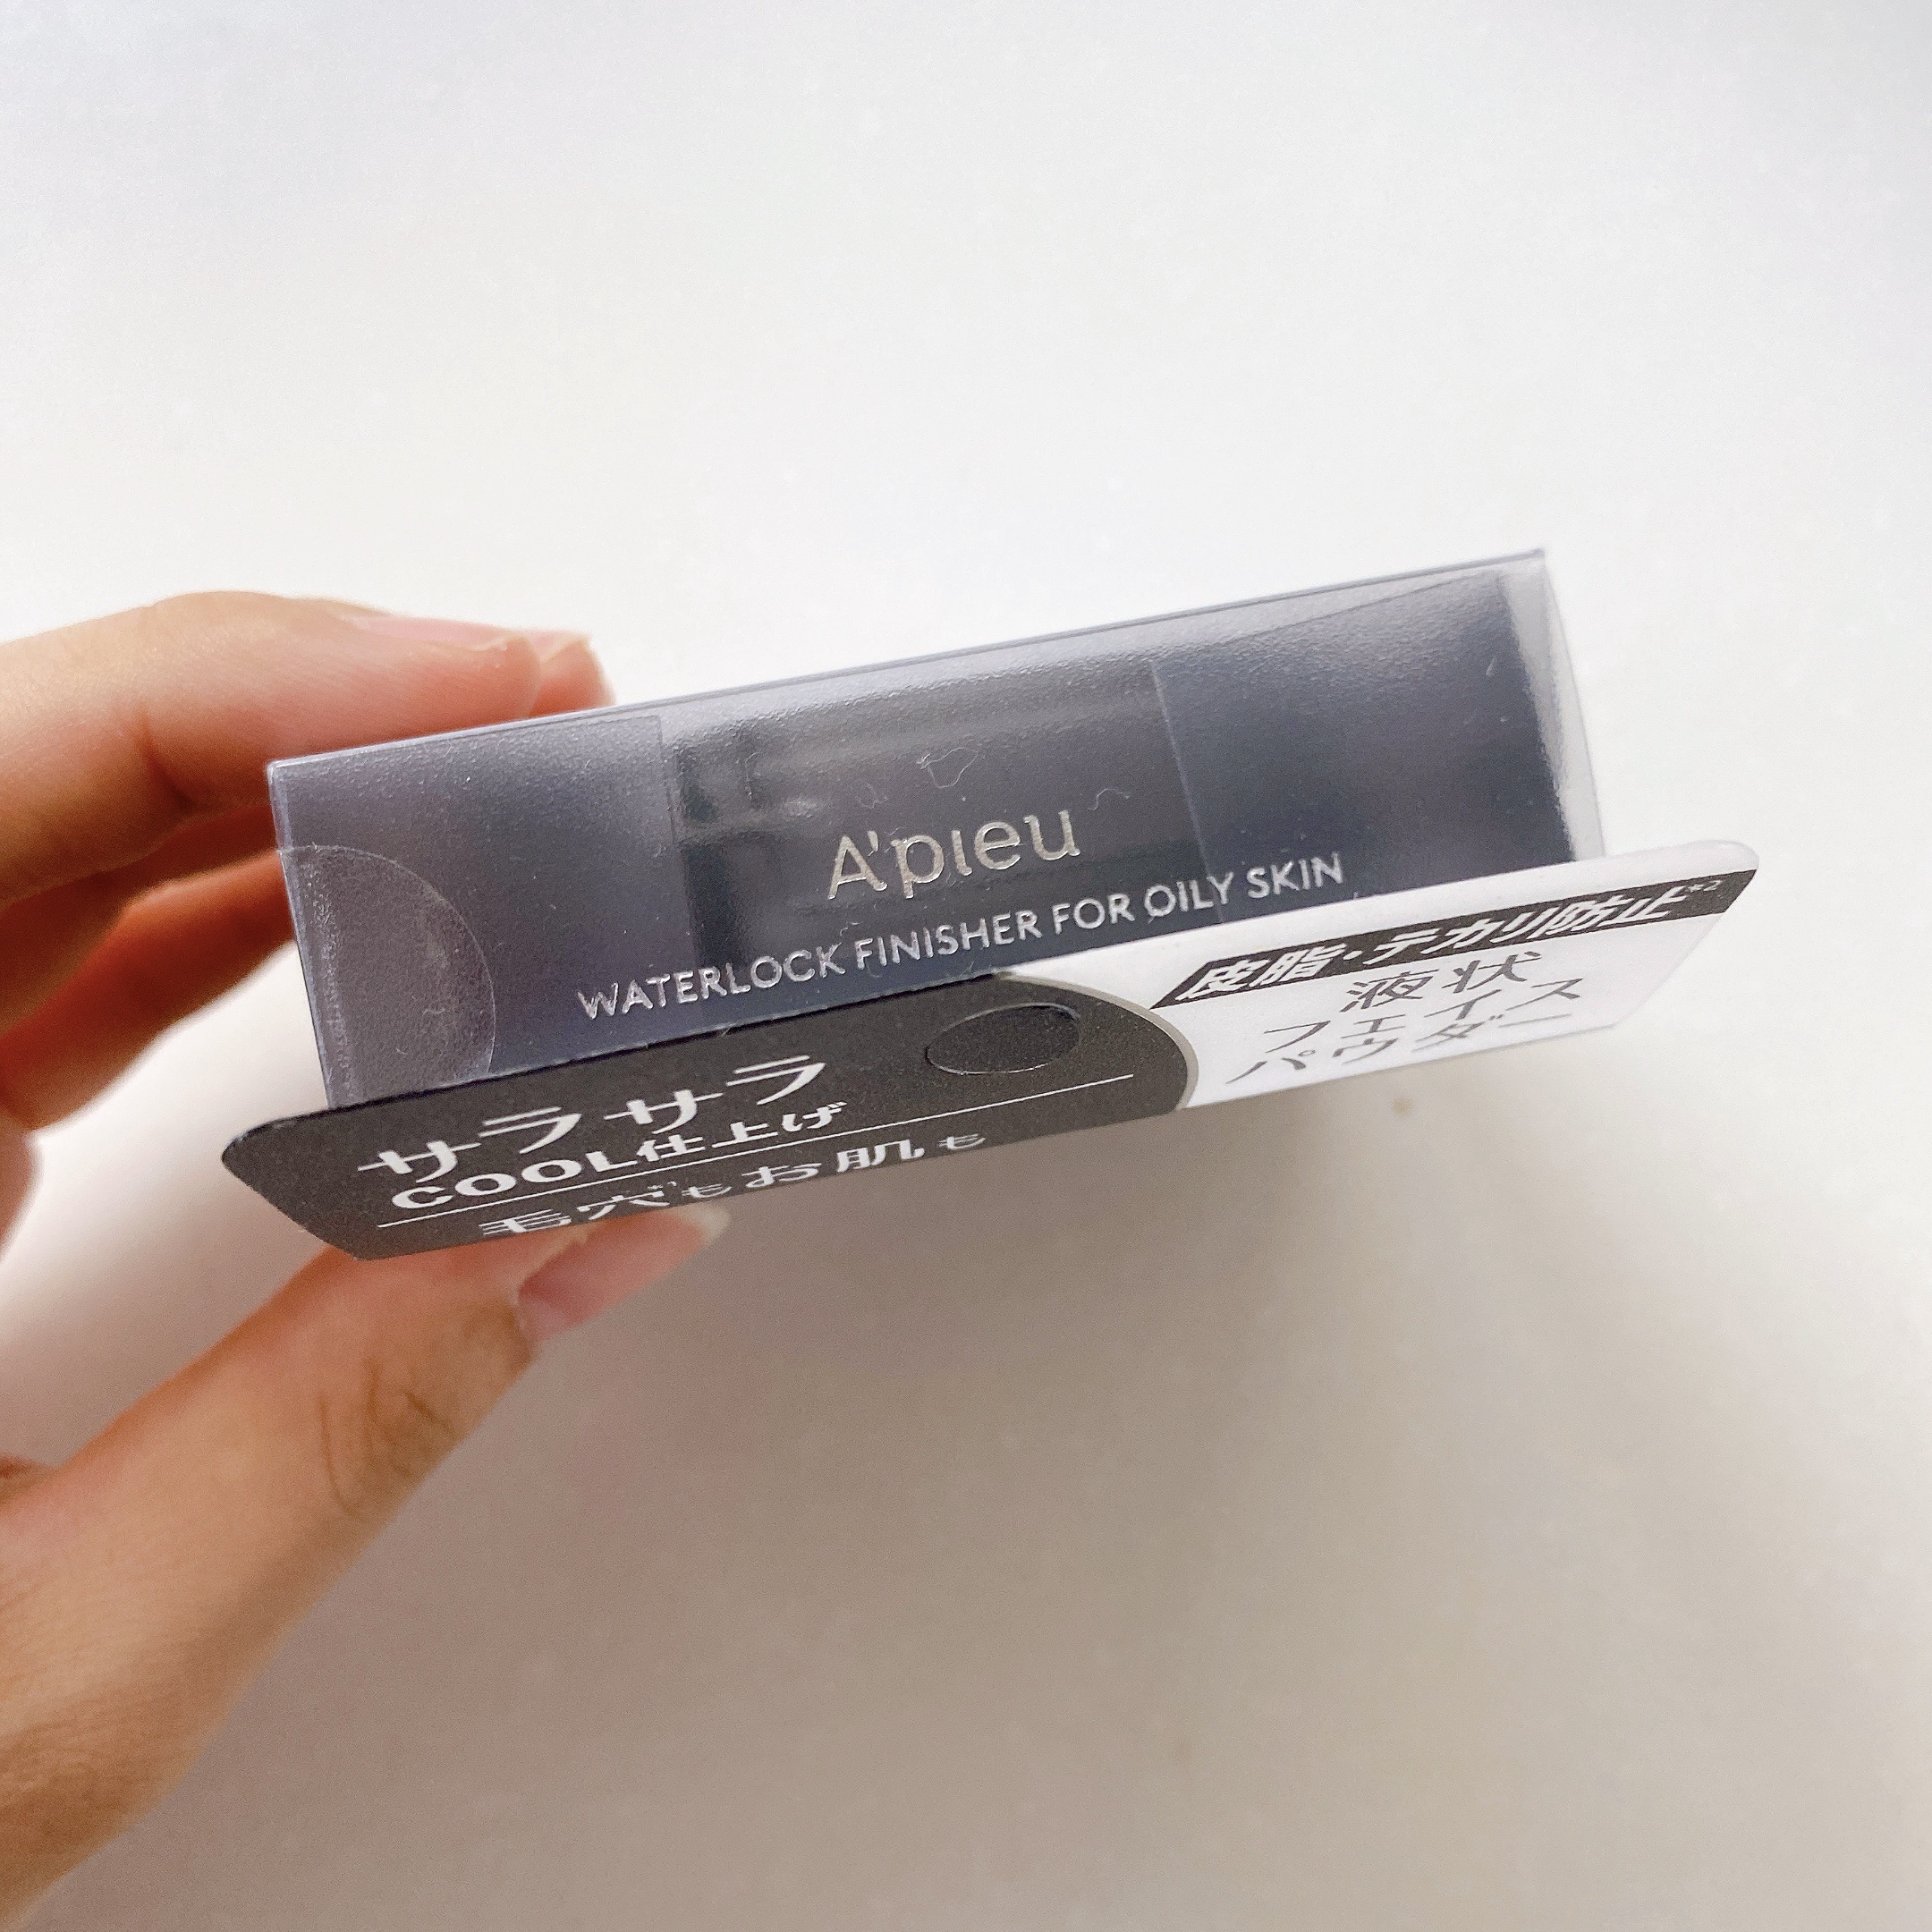 A'pieu
WATERLOCK FINISHER FOR OILY SKIN
サラサラ
COOL仕上げ
毛穴もお肌も
皮脂・テカリ防止*2
液状
フェイス
パウダー